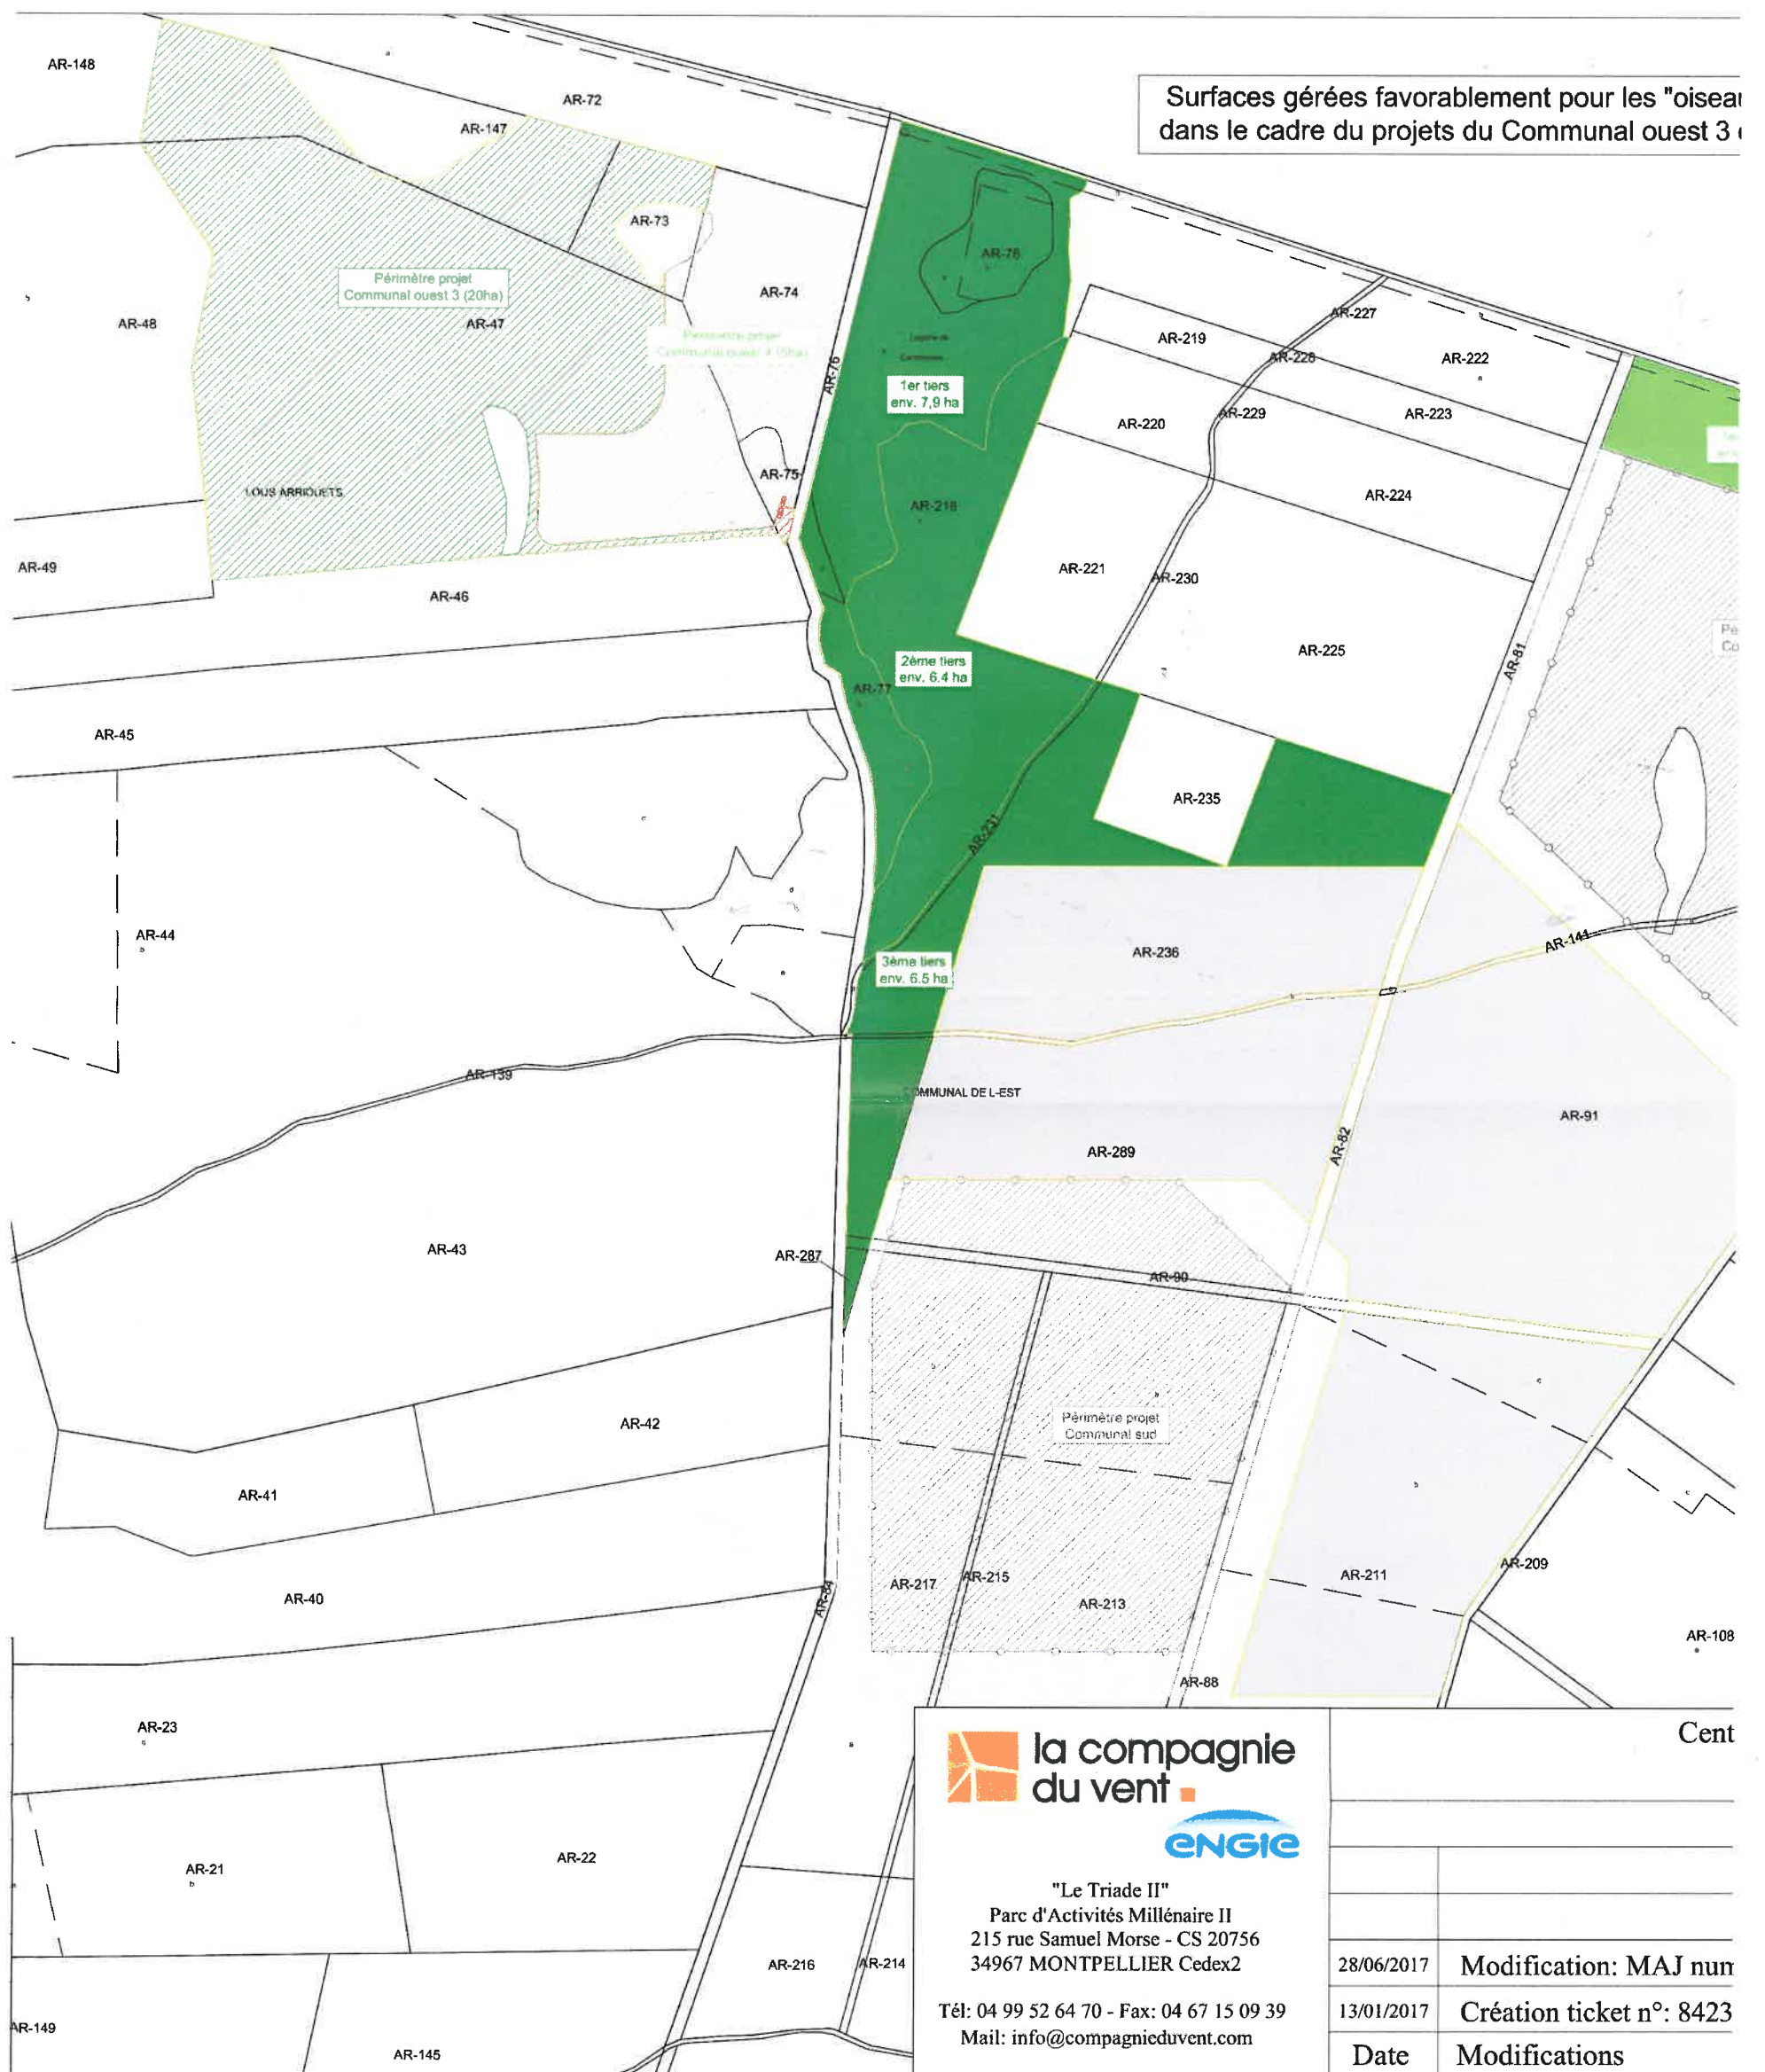 Surfaces gérées favorablement pour les "oiseau
dans le cadre du projets du Communal ouest 3
AR-148
AR-72
AR-147
AR-73
AR-78
Périmètre projet
Communal ouest 3 (20ha)
AR-74
AR-48
AR-47
Périmètre projet
Communal ouest 4 (5ha)
AR-76
AR-227
AR-219
AR-228
AR-222
1er tiers
env. 7,9 ha
AR-220
AR-229
AR-223
AR-75
LOUS ARRIOUETS
AR-218
AR-224
AR-49
AR-46
AR-221
AR-230
AR-225
AR-81
2ème tiers
env. 6.4 ha
AR-77
AR-45
AR-235
AR-231
AR-44
AR-236
AR-141
3ème tiers
env. 6.5 ha
AR-139
COMMUNAL DE L-EST
AR-91
AR-82
AR-289
AR-43
AR-287
AR-90
Périmètre projet
Communal sud
AR-42
AR-41
AR-40
AR-84
AR-217
AR-215
AR-213
AR-211
AR-209
AR-108
AR-88
AR-23
AR-21
AR-22
AR-216
AR-214
AR-149
AR-145
la compagnie
du vent
ENGIE
"Le Triade II"
Parc d'Activités Millénaire II
215 rue Samuel Morse - CS 20756
34967 MONTPELLIER Cedex2
Tél: 04 99 52 64 70 - Fax: 04 67 15 09 39
Mail: info@compagnieduvent.com
Cent
28/06/2017 Modification: MAJ num
13/01/2017 Création ticket n°: 8423
Date Modifications